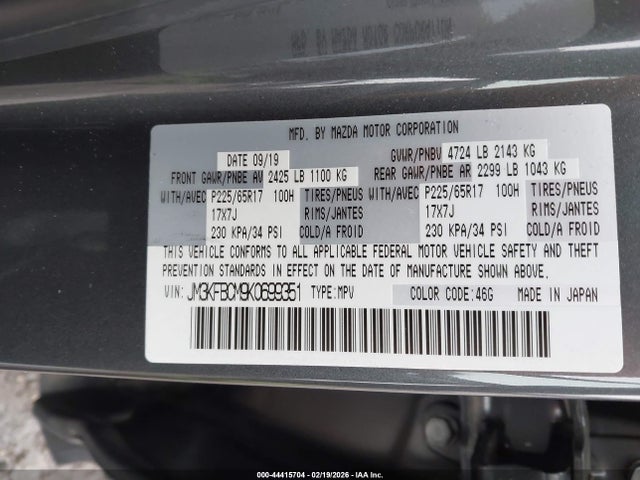 MFD. BY MAZDA MOTOR CORPORATION
DATE 09/19 GVWR/PNBV 4724 LB 2143 KG
FRONT GAWR/PNBE AV 2425 LB 1100 KG REAR GAWR/PNBE AR 2299 LB 1043 KG
WITH/AVEC P225/65R17 100H TIRES/PNEUS WITH/AVEC P225/65R17 100H TIRES/PNEUS
17X7J RIMS/JANTES 17X7J RIMS/JANTES
230 KPA/34 PSI COLD/A FROID 230 KPA/34 PSI COLD/A FROID
THIS VEHICLE CONFORMS TO ALL APPLICABLE FEDERAL MOTOR VEHICLE SAFETY AND THEFT
PREVENTION STANDARDS IN EFFECT ON THE DATE OF MANUFACTURE SHOWN ABOVE.
VIN: JM3KFBCM9K0699351 TYPE:MPV COLOR CODE:46G MADE IN JAPAN
000-44415704 - 02/19/2026 - IAA Inc.